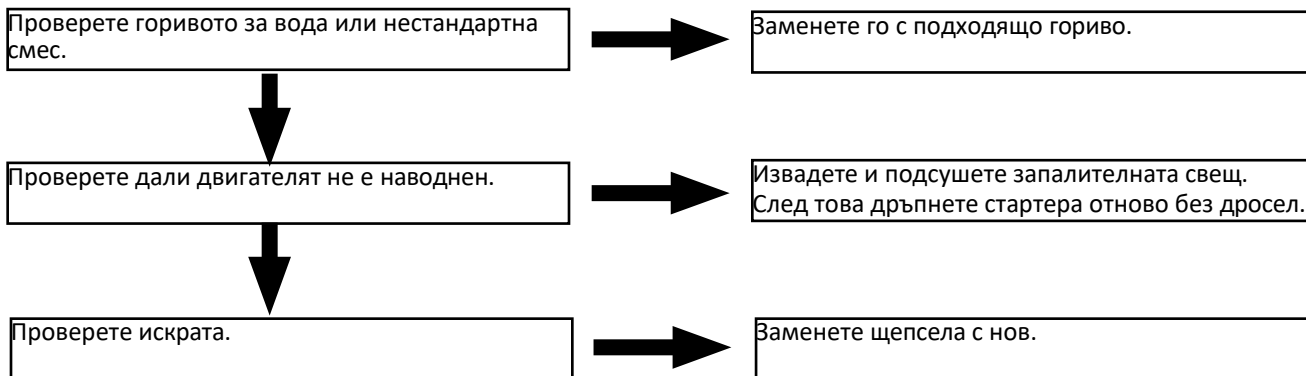 Проверете горивото за вода или нестандартна
смес.
Заменете го с подходящо гориво.
Проверете дали двигателят не е наводнен.
Извадете и подсушете запалителната свещ.
След това дръпнете стартера отново без дросел.
Проверете искрата.
Заменете щепсела с нов.